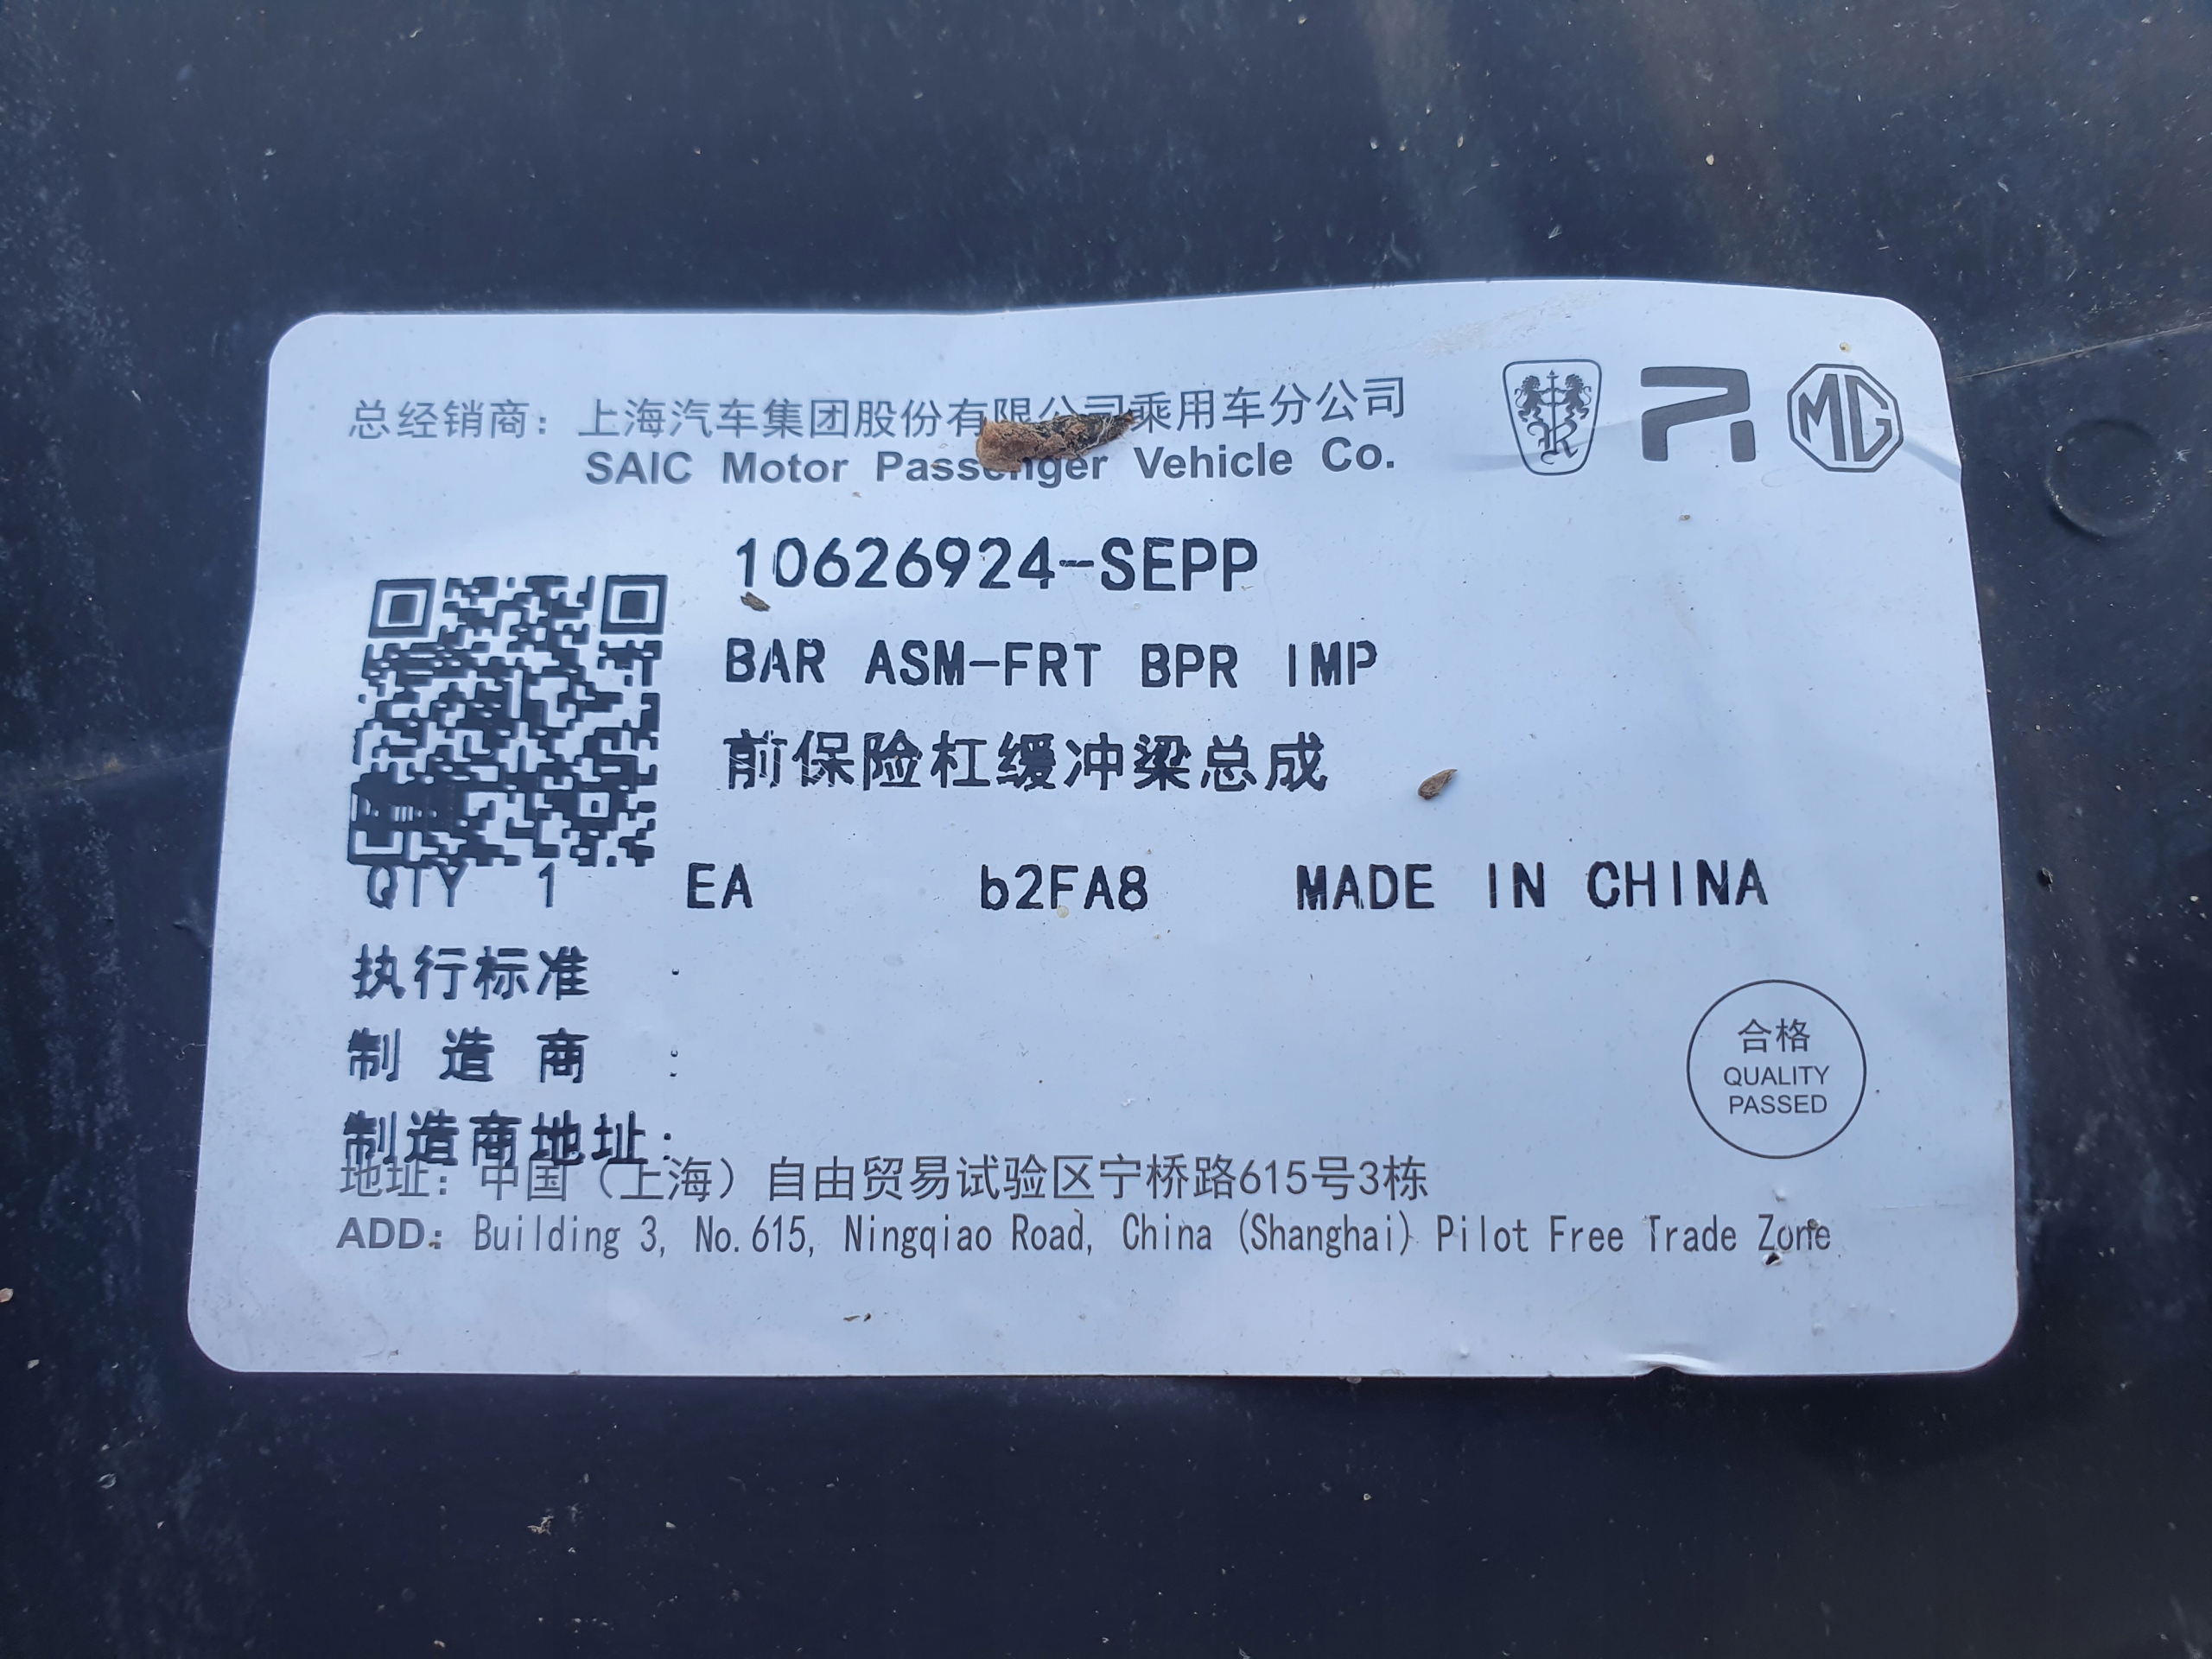 总经销商：上海汽车集团股份有限公司乘用车分公司
SAIC Motor Passenger Vehicle Co.
R
MG
10626924-SEPP
BAR ASM-FRT BPR IMP
前保险杠缓冲梁总成
QTY 1 EA b2FA8 MADE IN CHINA
执行标准 :
制 造 商 :
制造商地址:
合格
QUALITY
PASSED
地址：中国（上海）自由贸易试验区宁桥路615号3栋
ADD: Building 3, No.615, Ningqiao Road, China (Shanghai) Pilot Free Trade Zone